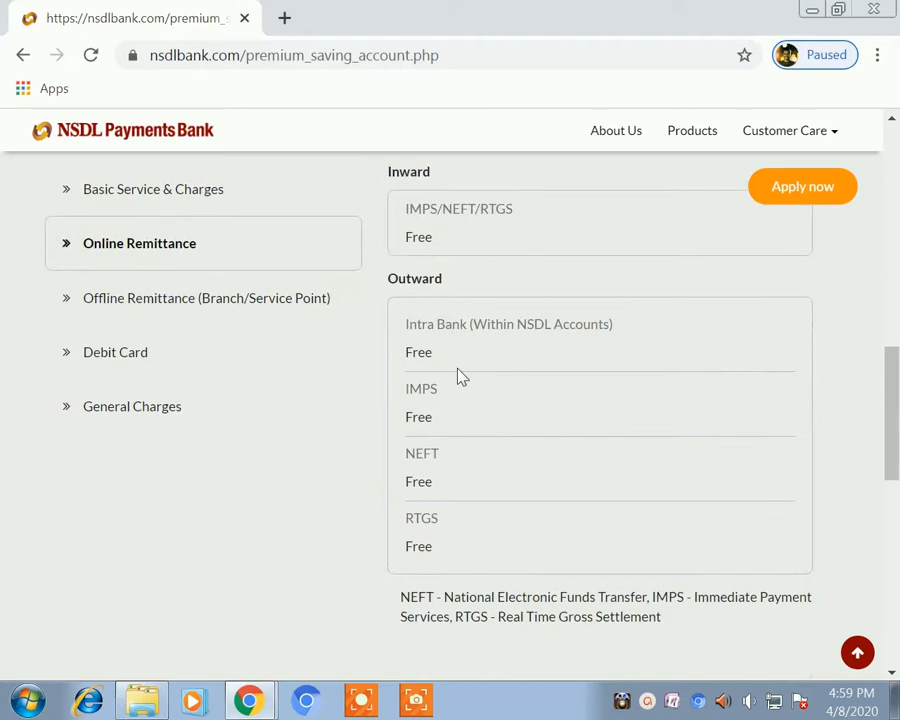 https://nsdlbank.com/premium_s
nsdlbank.com/premium_saving_account.php
Paused
Apps
NSDL Payments Bank
About Us
Products
Customer Care
Inward
Apply now
Basic Service & Charges
IMPS/NEFT/RTGS
Free
Online Remittance
Outward
Offline Remittance (Branch/Service Point)
Intra Bank (Within NSDL Accounts)
Free
Debit Card
IMPS
Free
General Charges
NEFT
Free
RTGS
Free
NEFT - National Electronic Funds Transfer, IMPS - Immediate Payment
Services, RTGS - Real Time Gross Settlement
4:59 PM
4/8/2020